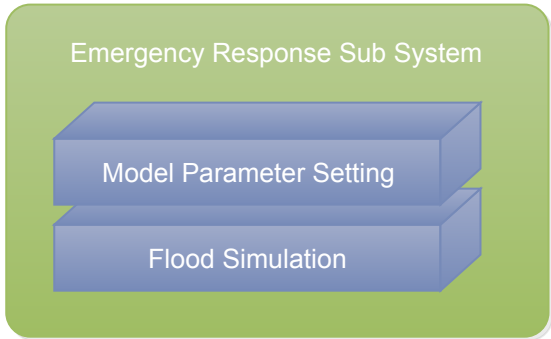 Emergency Response Sub System
Model Parameter Setting
Flood Simulation